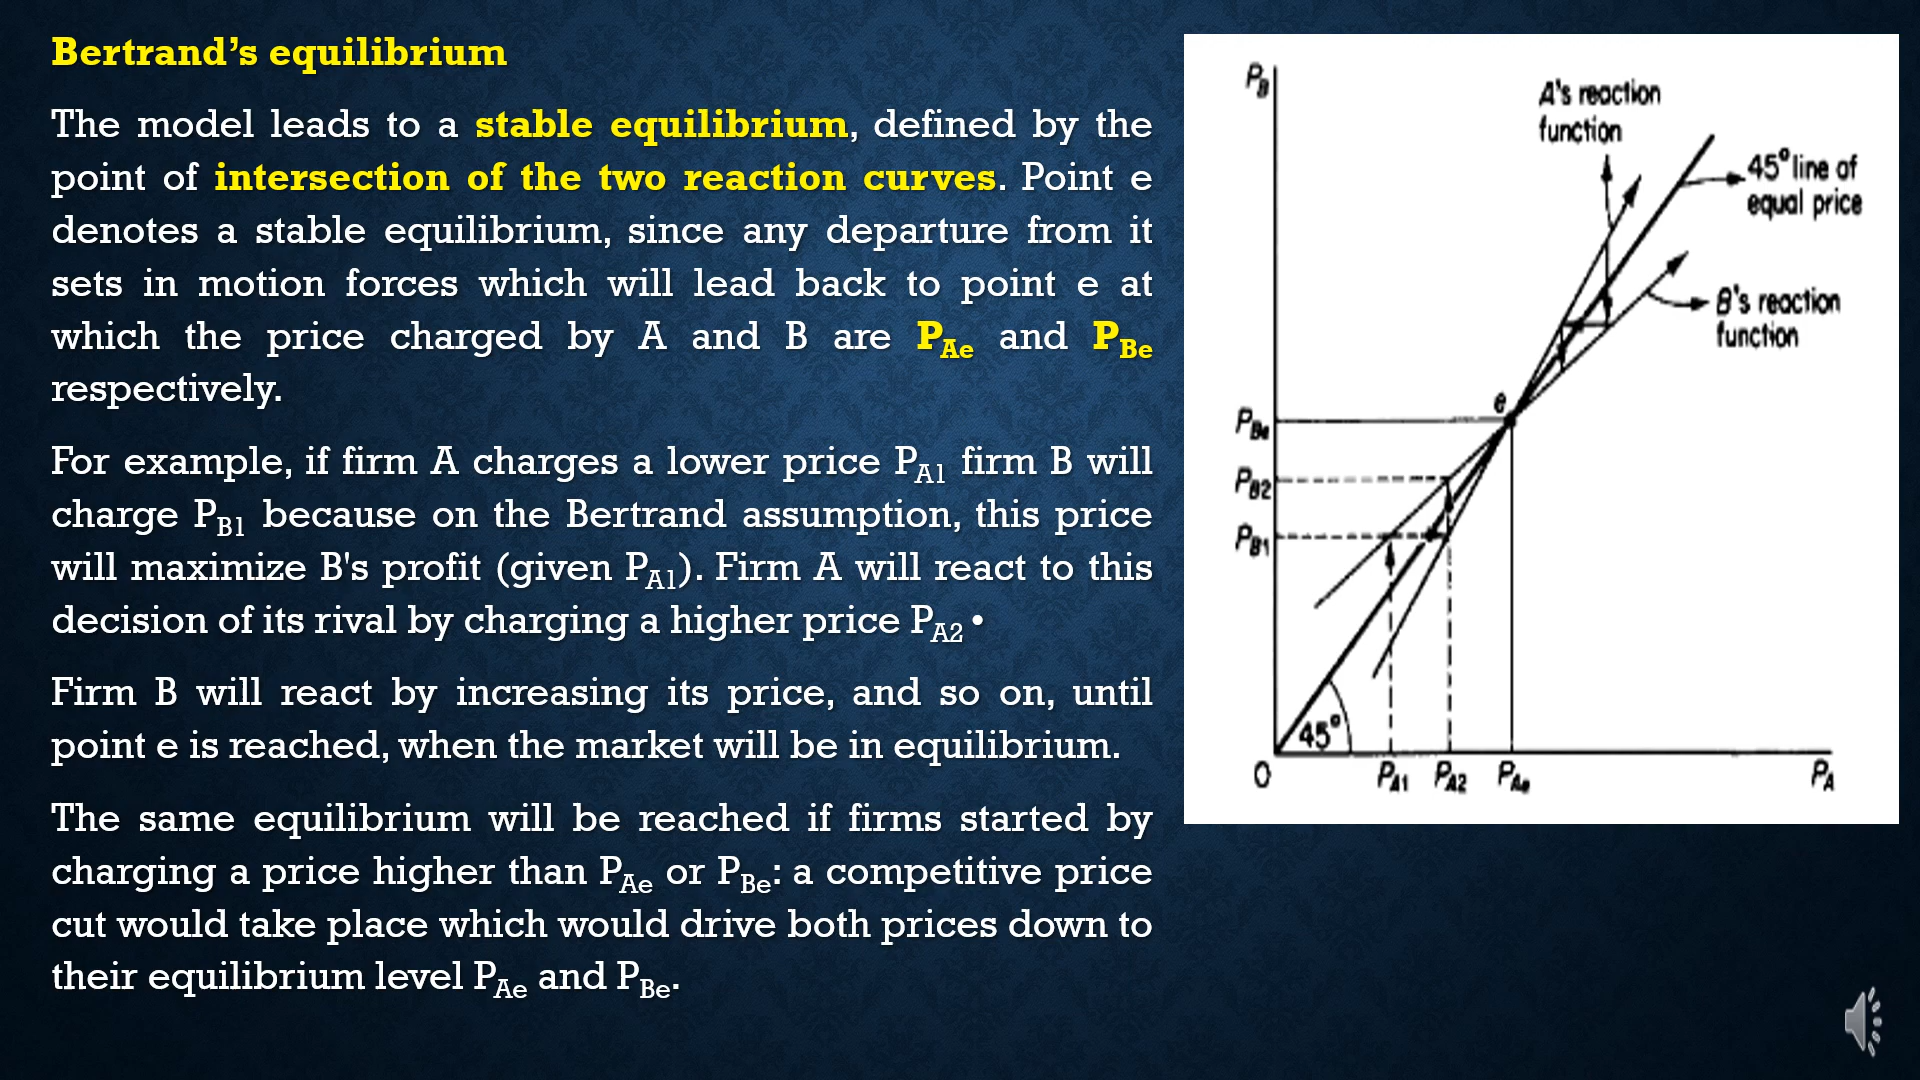 Bertrand’s equilibrium
The model leads to a stable equilibrium, defined by the
point of intersection of the two reaction curves. Point e
denotes a stable equilibrium, since any departure from it
sets in motion forces which will lead back to point e at
which the price charged by A and B are PAe and PBe
respectively.
For example, if firm A charges a lower price PA1 firm B will
charge PB1 because on the Bertrand assumption, this price
will maximize B's profit (given PA1). Firm A will react to this
decision of its rival by charging a higher price PA2 •
Firm B will react by increasing its price, and so on, until
point e is reached, when the market will be in equilibrium.
The same equilibrium will be reached if firms started by
charging a price higher than PAe or PBe: a competitive price
cut would take place which would drive both prices down to
their equilibrium level PAe and PBe.
PB
A's reaction
function
45° line of
equal price
B's reaction
function
e
PBe
PB2
PB1
45°
O
PA1
PA2
PAe
PA